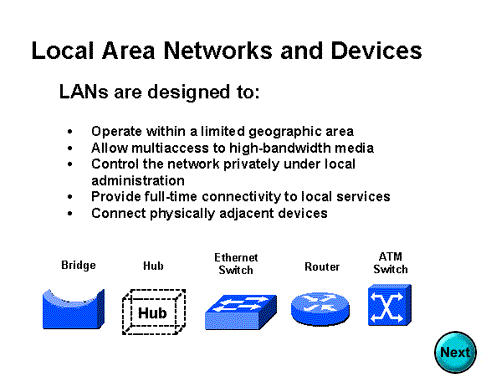 Local Area Networks and Devices
LANs are designed to:
• Operate within a limited geographic area
• Allow multiaccess to high-bandwidth media
• Control the network privately under local
administration
• Provide full-time connectivity to local services
• Connect physically adjacent devices
Bridge
Hub
Ethernet
Switch
Router
ATM
Switch
Hub
Next